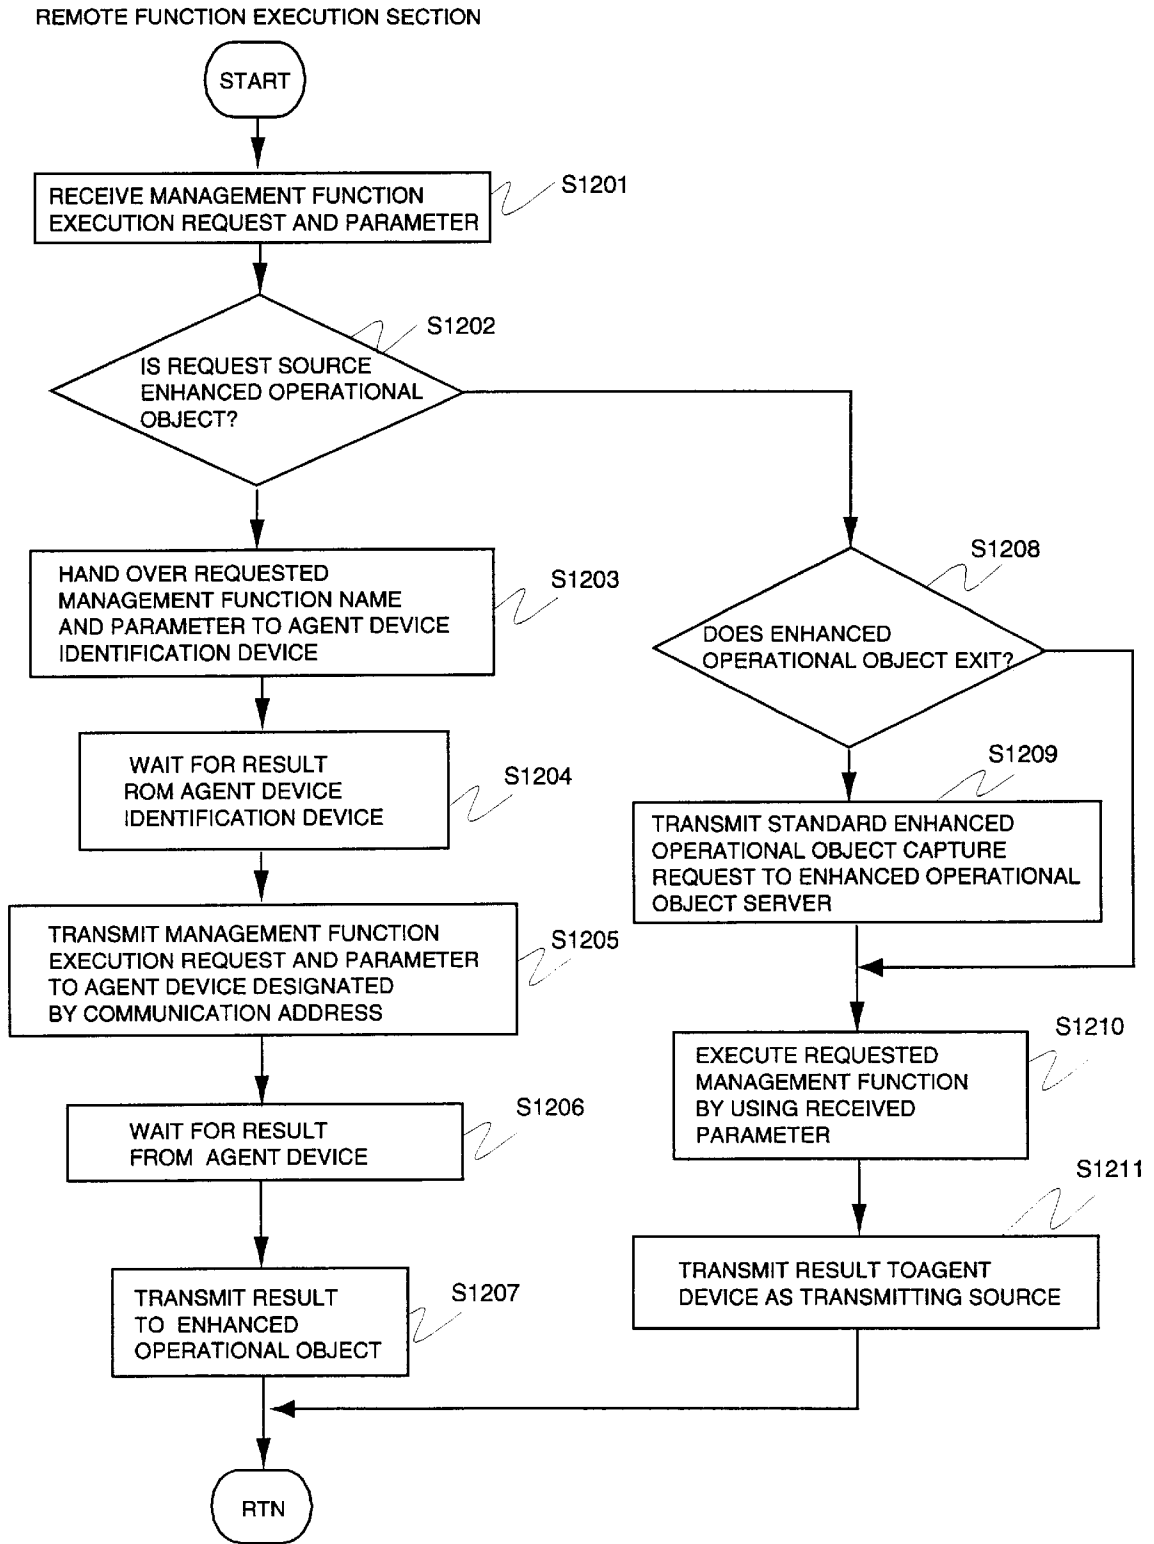 REMOTE FUNCTION EXECUTION SECTION
START
RECEIVE MANAGEMENT FUNCTION
EXECUTION REQUEST AND PARAMETER
S1201
S1202
IS REQUEST SOURCE
ENHANCED OPERATIONAL
OBJECT?
HAND OVER REQUESTED
MANAGEMENT FUNCTION NAME
AND PARAMETER TO AGENT DEVICE
IDENTIFICATION DEVICE
S1203
WAIT FOR RESULT
ROM AGENT DEVICE
IDENTIFICATION DEVICE
S1204
TRANSMIT MANAGEMENT FUNCTION
EXECUTION REQUEST AND PARAMETER
TO AGENT DEVICE DESIGNATED
BY COMMUNICATION ADDRESS
S1205
WAIT FOR RESULT
FROM AGENT DEVICE
S1206
TRANSMIT RESULT
TO ENHANCED
OPERATIONAL OBJECT
S1207
S1208
DOES ENHANCED
OPERATIONAL OBJECT EXIT?
S1209
TRANSMIT STANDARD ENHANCED
OPERATIONAL OBJECT CAPTURE
REQUEST TO ENHANCED OPERATIONAL
OBJECT SERVER
S1210
EXECUTE REQUESTED
MANAGEMENT FUNCTION
BY USING RECEIVED
PARAMETER
S1211
TRANSMIT RESULT TOAGENT
DEVICE AS TRANSMITTING SOURCE
RTN